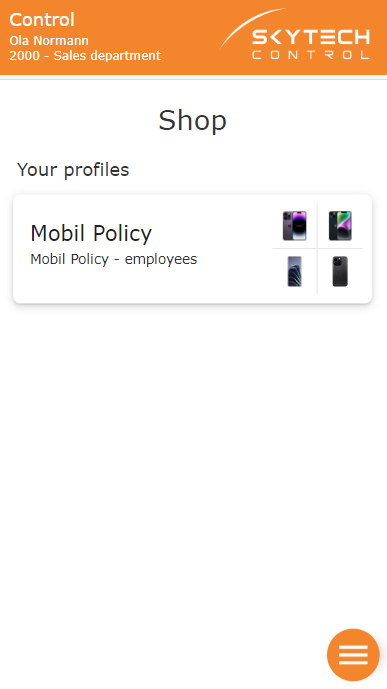 Control
Ola Normann
2000 - Sales department
SKYTECH
CONTROL
Shop
Your profiles
Mobil Policy
Mobil Policy - employees